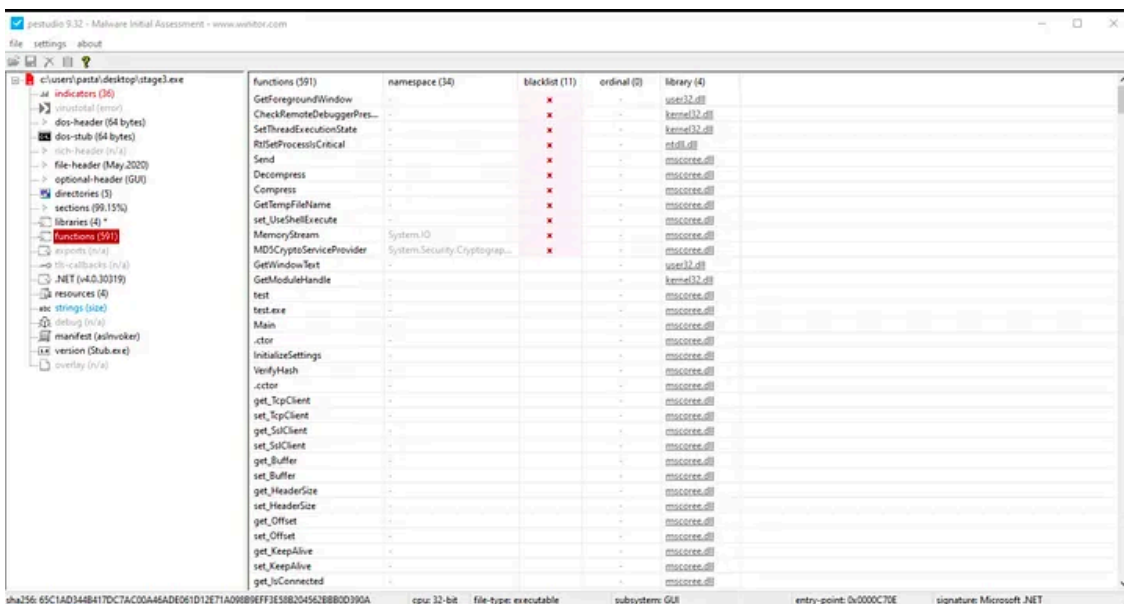 pestudio 9.32 - Malware Initial Assessment - www.winitor.com
file settings about
c:\users\pasta\desktop\stage3.exe
indicators (36)
virustotal (error)
dos-header (64 bytes)
dos-stub (64 bytes)
rich-header (n/a)
file-header (May.2020)
optional-header (GUI)
directories (5)
sections (99.15%)
libraries (4) *
functions (591)
exports (n/a)
tls-callbacks (n/a)
.NET (v4.0.30319)
resources (4)
abc strings (size)
debug (n/a)
manifest (asInvoker)
version (Stub.exe)
overlay (n/a)
functions (591) namespace (34) blacklist (11) ordinal (0) library (4)
GetForegroundWindow - x - user32.dll
CheckRemoteDebuggerPres... - x - kernel32.dll
SetThreadExecutionState - x - kernel32.dll
RtlSetProcessIsCritical - x - ntdll.dll
Send - x - mscoree.dll
Decompress - x - mscoree.dll
Compress - x - mscoree.dll
GetTempFileName - x - mscoree.dll
set_UseShellExecute - x - mscoree.dll
MemoryStream System.IO x - mscoree.dll
MD5CryptoServiceProvider System.Security.Cryptograp... x - mscoree.dll
GetWindowText - - user32.dll
GetModuleHandle - - kernel32.dll
test - - mscoree.dll
test.exe - - mscoree.dll
Main - - mscoree.dll
.ctor - - mscoree.dll
InitializeSettings - - mscoree.dll
VerifyHash - - mscoree.dll
.cctor - - mscoree.dll
get_TcpClient - - mscoree.dll
set_TcpClient - - mscoree.dll
get_SslClient - - mscoree.dll
set_SslClient - - mscoree.dll
get_Buffer - - mscoree.dll
set_Buffer - - mscoree.dll
get_HeaderSize - - mscoree.dll
set_HeaderSize - - mscoree.dll
get_Offset - - mscoree.dll
set_Offset - - mscoree.dll
get_KeepAlive - - mscoree.dll
set_KeepAlive - - mscoree.dll
get_IsConnected - - mscoree.dll
cpu: 32-bit file-type: executable subsystem: GUI entry-point: 0x0000C70E signature: Microsoft .NET